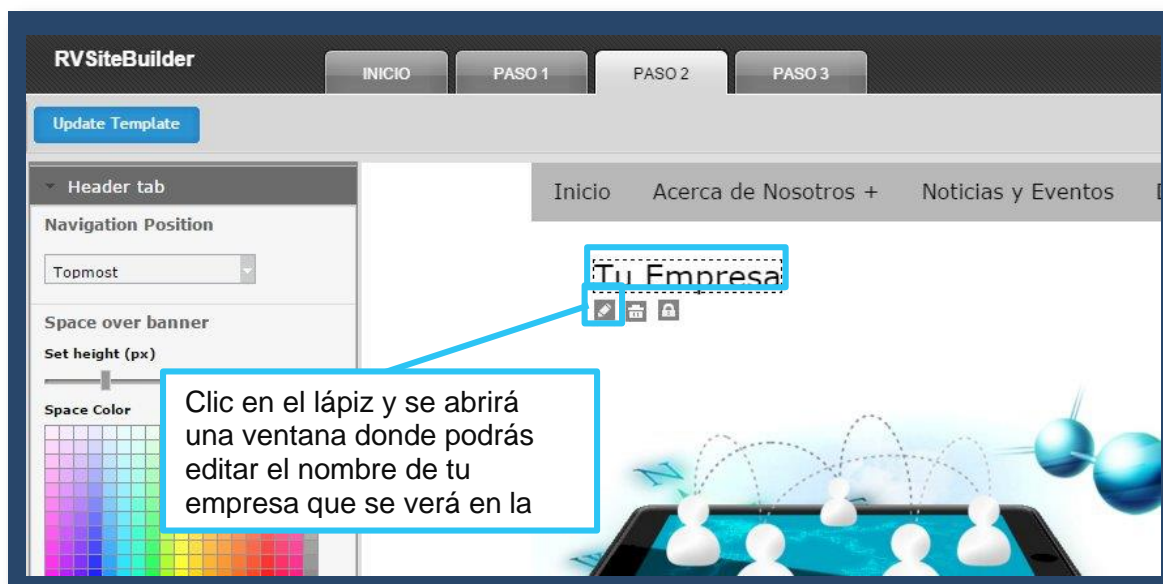 RVSiteBuilder
INICIO PASO 1 PASO 2 PASO 3
Update Template
Header tab
Inicio Acerca de Nosotros + Noticias y Eventos
Navigation Position
Topmost
Tu Empresa
Space over banner
Set height (px)
Space Color
Clic en el lápiz y se abrirá
una ventana donde podrás
editar el nombre de tu
empresa que se verá en la
N